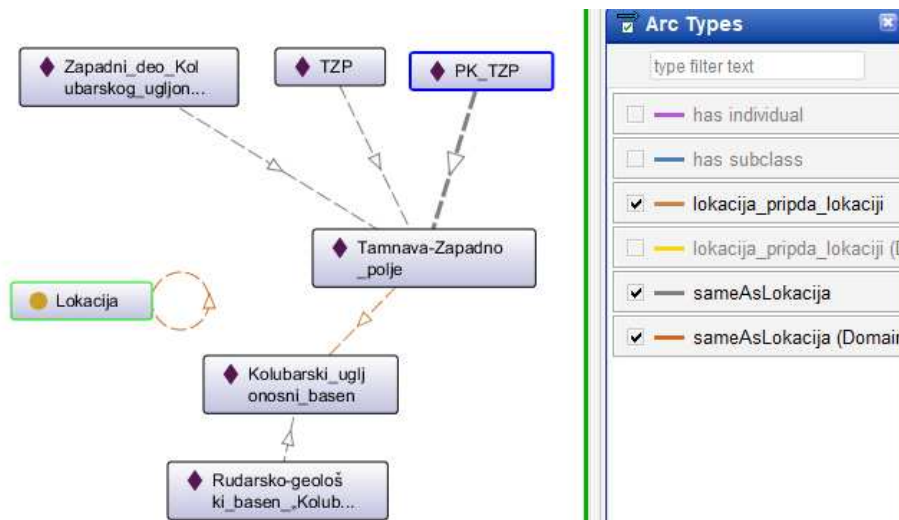 Zapadni_deo_Kol
ubarskog_ugljon...
TZP
PK_TZP
Tamnava-Zapadno
_polje
Lokacija
Kolubarski_uglj
onosni_basen
Rudarsko-geološ
ki_basen_„Kolub...
Arc Types
type filter text
has individual
has subclass
lokacija_pripda_lokaciji
lokacija_pripda_lokaciji (D
sameAsLokacija
sameAsLokacija (Domain